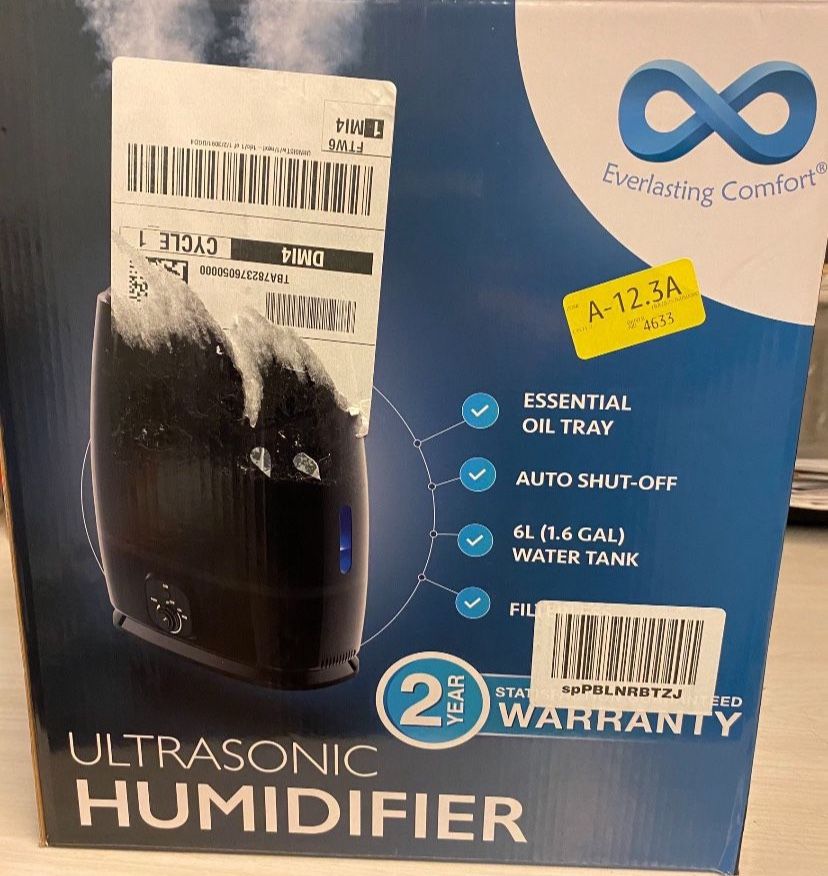 1 MI4
FTW6
DMI4
CYCLE 1
TBA782376050000
Everlasting Comfort®
A-12.3A
4633
ESSENTIAL
OIL TRAY
AUTO SHUT-OFF
6L (1.6 GAL)
WATER TANK
spPBLNRBTZJ
2 YEAR
WARRANTY
ULTRASONIC
HUMIDIFIER